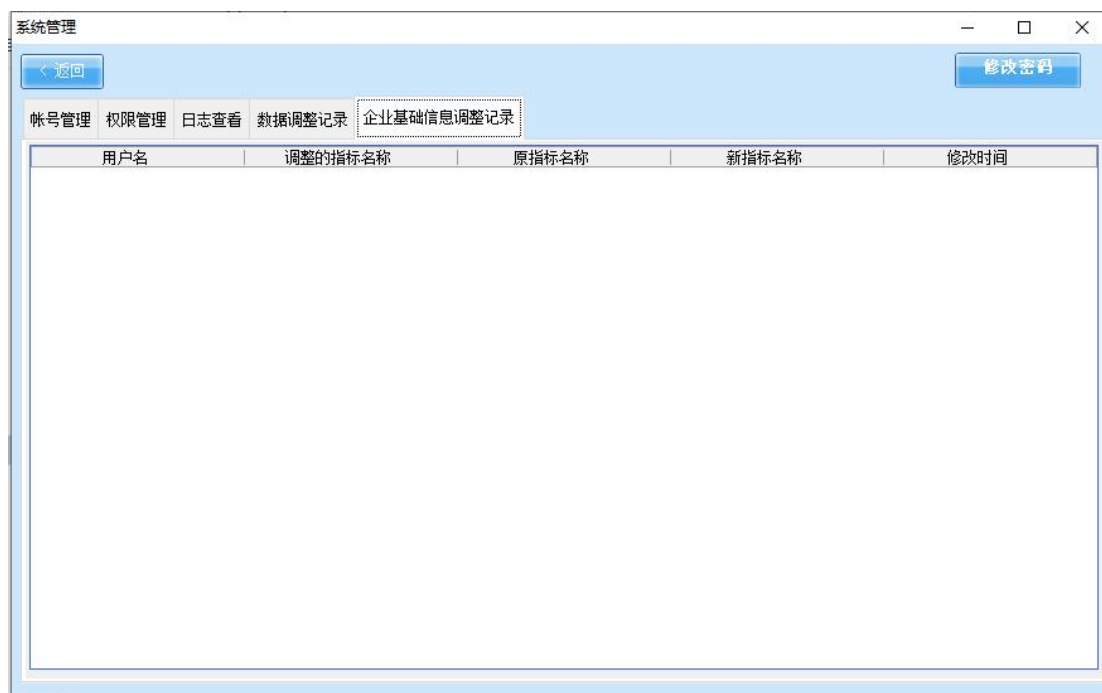 系统管理
< 返回 修改密码
帐号管理 权限管理 日志查看 数据调整记录 企业基础信息调整记录
用户名 调整的指标名称 原指标名称 新指标名称 修改时间